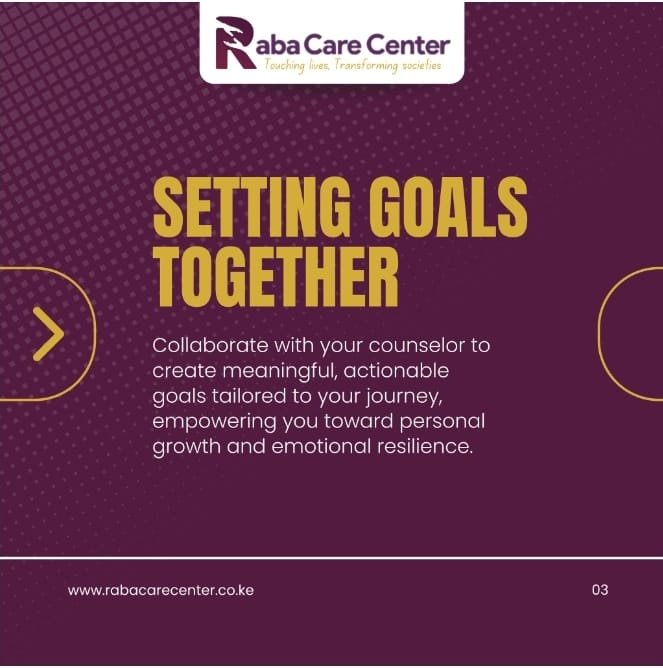 Raba Care Center
Touching lives, Transforming societies
SETTING GOALS
TOGETHER
Collaborate with your counselor to
create meaningful, actionable
goals tailored to your journey,
empowering you toward personal
growth and emotional resilience.
www.rabacarecenter.co.ke
03